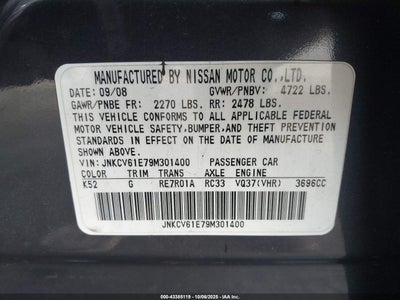 MANUFACTURED BY NISSAN MOTOR CO.,LTD.
DATE: 09/08 GVWR/PNBV: 4722 LBS.
GAWR/PNBE FR: 2270 LBS. RR: 2478 LBS.
THIS VEHICLE CONFORMS TO ALL APPLICABLE FEDERAL
MOTOR VEHICLE SAFETY, BUMPER, AND THEFT PREVENTION
STANDARDS IN EFFECT ON THE DATE OF MANUFACTURE
SHOWN ABOVE.
VIN: JNKCV61E79M301400 PASSENGER CAR
COLOR TRIM TRANS AXLE ENGINE
K52 G RE7R01A RC33 VQ37(VHR) 3696CC
JNKCV61E79M301400
000-43385119 - 10/09/2025 - www.iaai.com